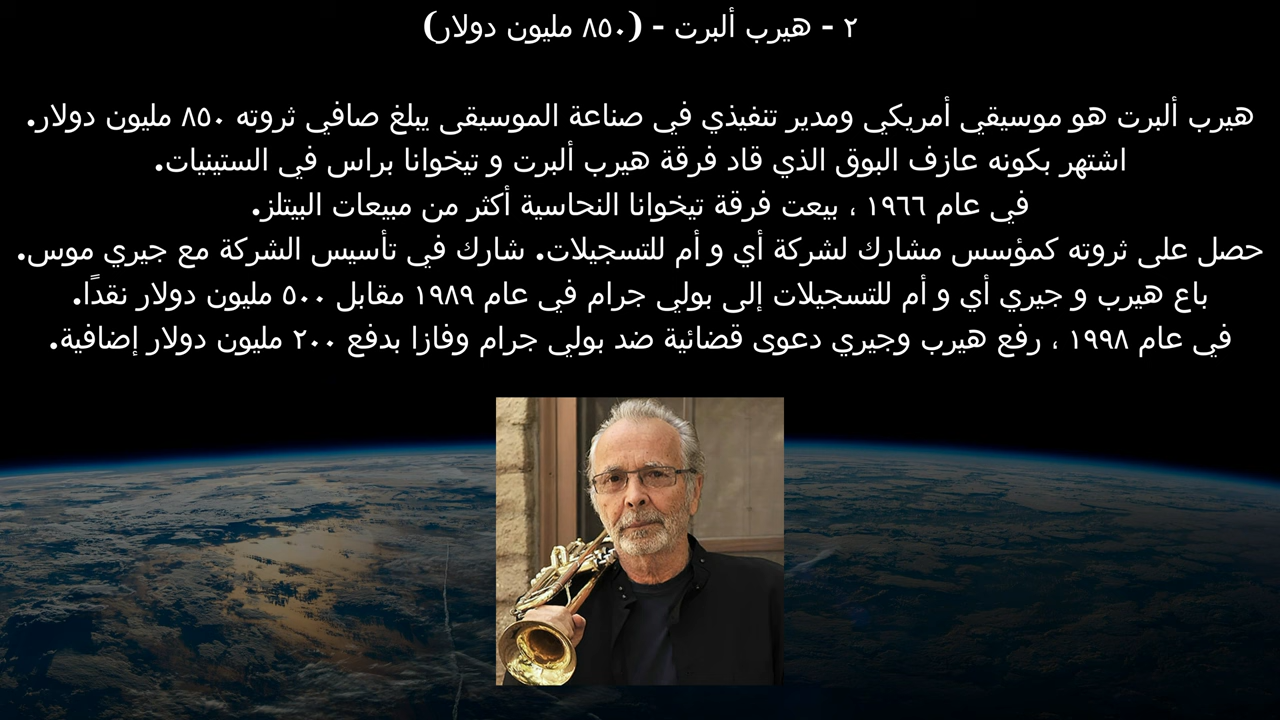 ٢ - هيرب ألبرت - (٨٥٠ مليون دولار)
هيرب ألبرت هو موسيقي أمريكي ومدير تنفيذي في صناعة الموسيقى يبلغ صافي ثروته ٨٥٠ مليون دولار.
اشتهر بكونه عازف البوق الذي قاد فرقة هيرب ألبرت و تيخوانا براس في الستينيات.
في عام ١٩٦٦ ، بيعت فرقة تيخوانا النحاسية أكثر من مبيعات البيتلز.
حصل على ثروته كمؤسس مشارك لشركة أي و أم للتسجيلات. شارك في تأسيس الشركة مع جيري موس.
باع هيرب و جيري أي و أم للتسجيلات إلى بولي جرام في عام ١٩٨٩ مقابل ٥٠٠ مليون دولار نقدًا.
في عام ١٩٩٨ ، رفع هيرب وجيري دعوى قضائية ضد بولي جرام وفازا بدفع ٢٠٠ مليون دولار إضافية.